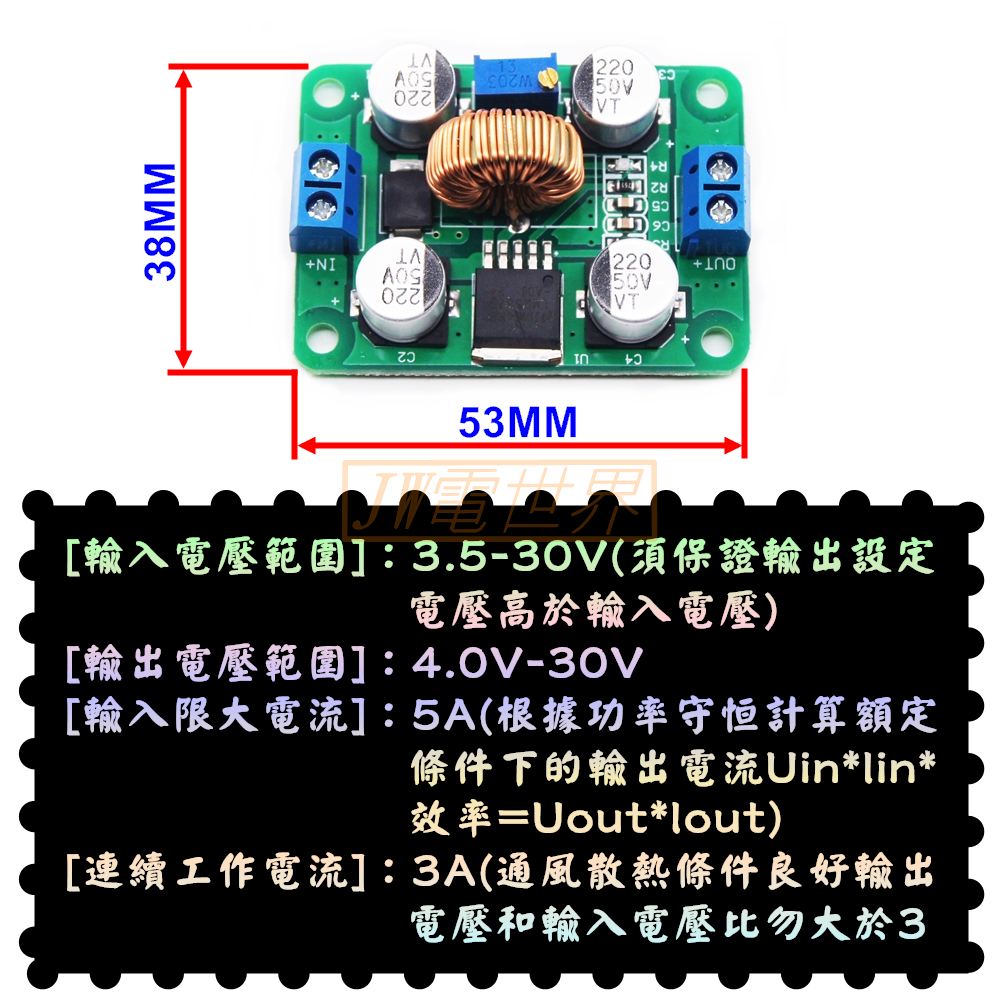 VT
50V
220
13
W203
220
50V
VT
C3
38MM
R4
R2
C5
C6
R3
IN+
OUT+
220
50V
220
50V
VT
C2
U1
C4
53MM
JW電世界
[輸入電壓範圍]：3.5-30V(須保證輸出設定
電壓高於輸入電壓)
[輸出電壓範圍]：4.0V-30V
[輸入限大電流]：5A(根據功率守恒計算額定
條件下的輸出電流Uin*Iin*
效率=Uout*Iout)
[連續工作電流]：3A(通風散熱條件良好輸出
電壓和輸入電壓比勿大於3